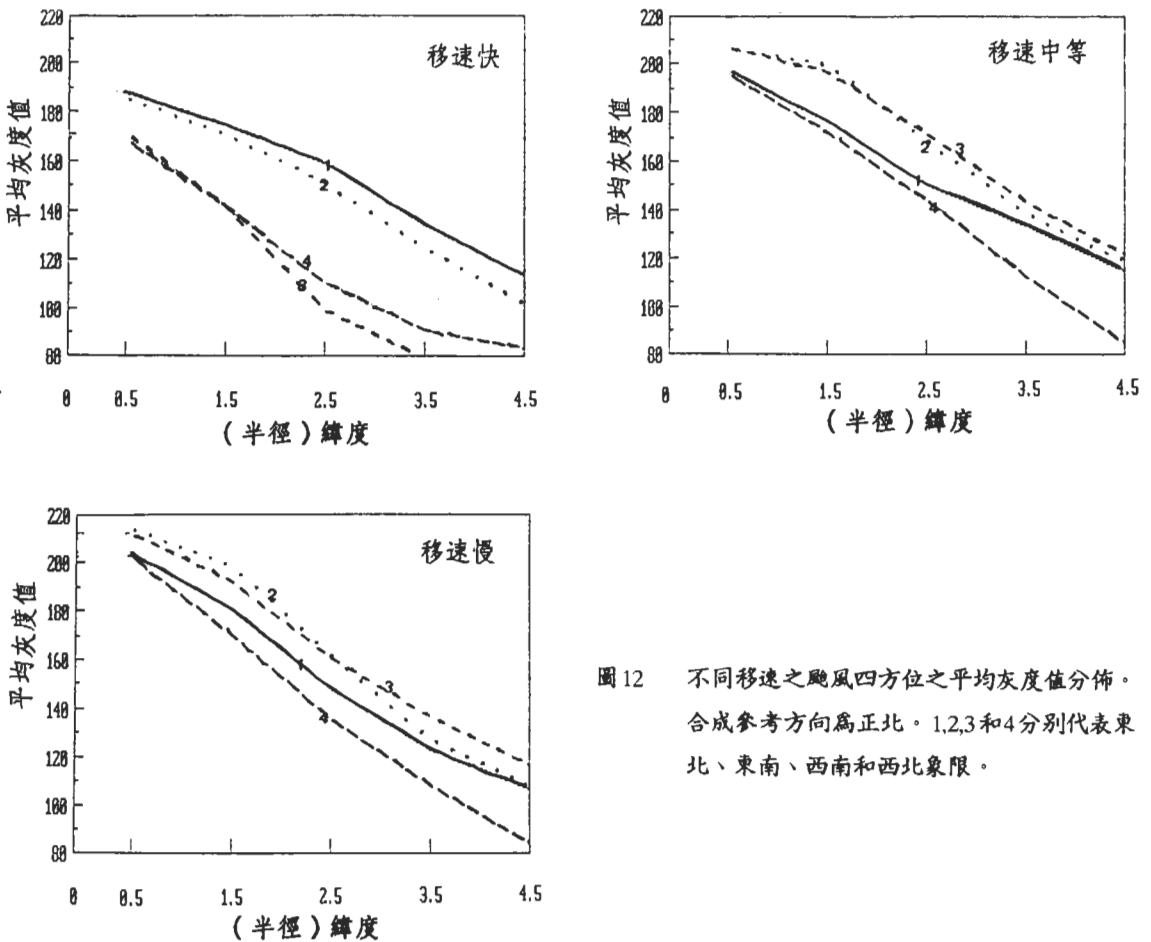 220
200
180
160
140
120
100
80
平均灰度值
移速快
1
2
4
3
0 0.5 1.5 2.5 3.5 4.5
(半徑)緯度
220
200
180
160
140
120
100
80
平均灰度值
移速中等
2
3
1
4
0 0.5 1.5 2.5 3.5 4.5
(半徑)緯度
220
200
180
160
140
120
100
80
平均灰度值
移速慢
2
1
3
4
0 0.5 1.5 2.5 3.5 4.5
(半徑)緯度
圖12 不同移速之颱風四方位之平均灰度值分佈。
合成參考方向爲正北。1,2,3和4分別代表東
北、東南、西南和西北象限。